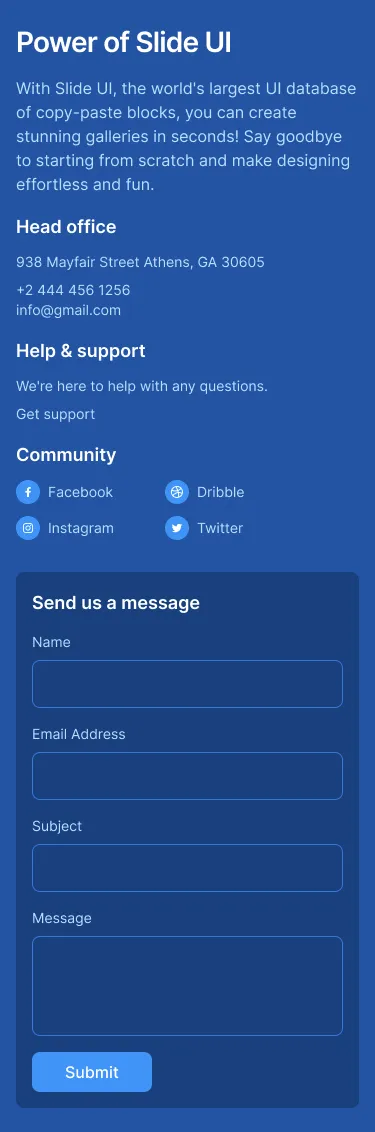 Power of Slide UI
With Slide UI, the world's largest UI database
of copy-paste blocks, you can create
stunning galleries in seconds! Say goodbye
to starting from scratch and make designing
effortless and fun.
Head office
938 Mayfair Street Athens, GA 30605
+2 444 456 1256
info@gmail.com
Help & support
We're here to help with any questions.
Get support
Community
Facebook
Dribble
Instagram
Twitter
Send us a message
Name
Email Address
Subject
Message
Submit